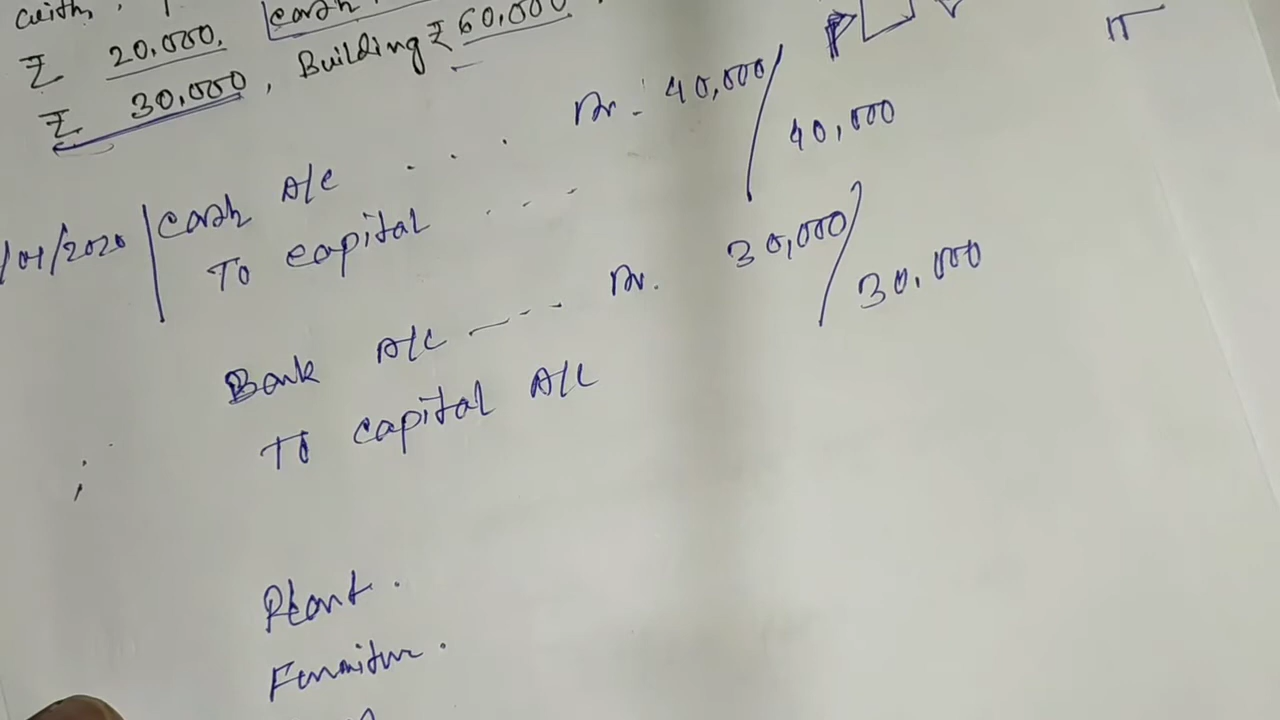 with,
₹ 20,000, cash
₹ 30,000, Building ₹ 60,000
/01/2020 Cash A/c . . . Dr. 40,000
To capital . . . 40,000
Bank A/c ---- Dr. 30,000
To capital A/c 30,000
Plant .
Furniture .